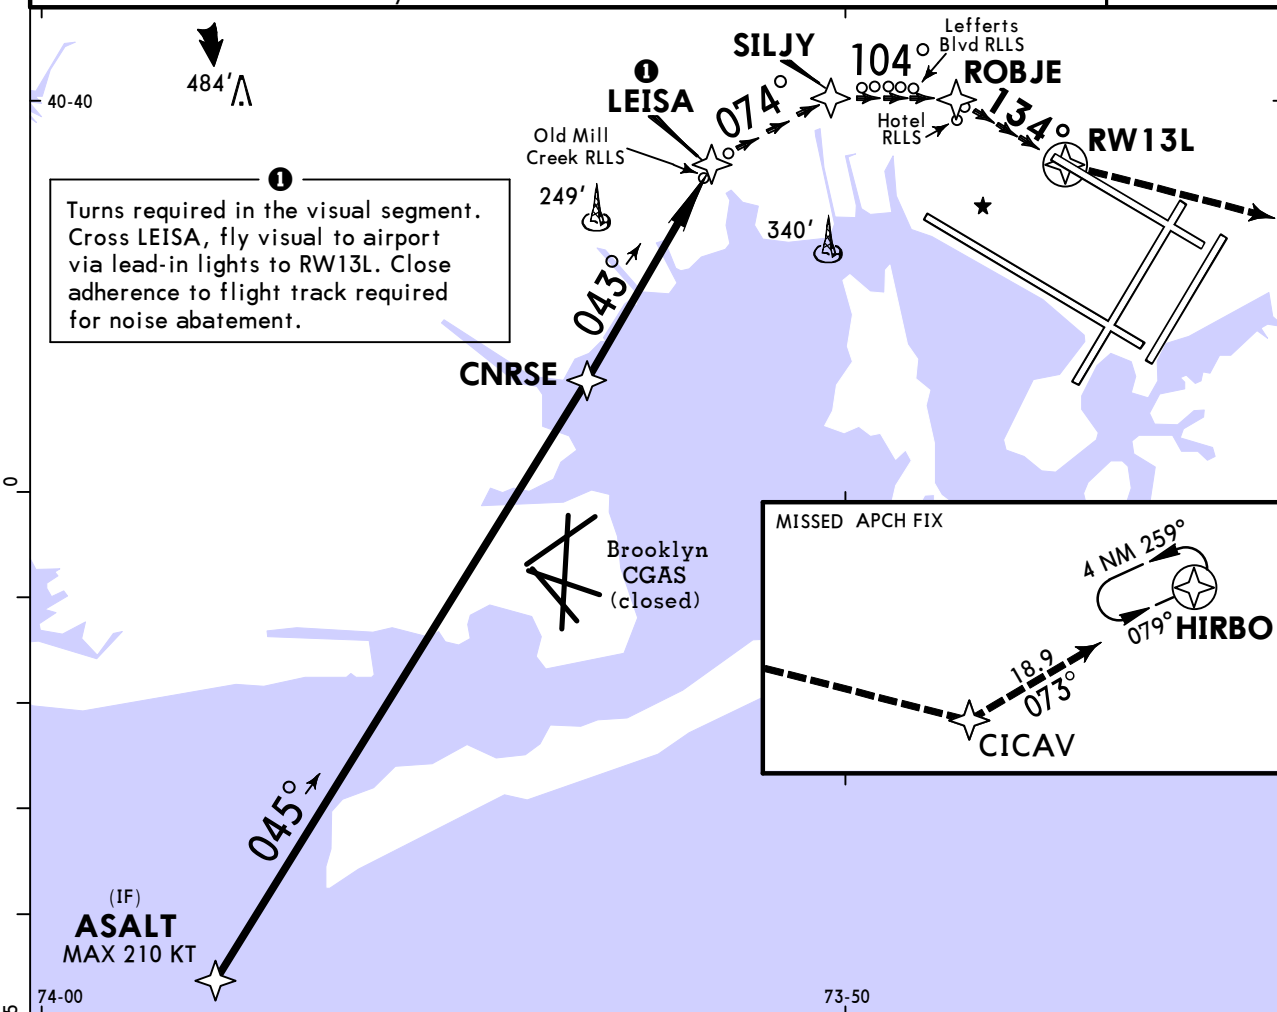 Lefferts
Blvd RLLS
SILJY
104°
ROBJE
484'
❶
LEISA
074°
40-40
134°
Hotel
RLLS
RW13L
Old Mill
Creek RLLS
❶
Turns required in the visual segment.
Cross LEISA, fly visual to airport
via lead-in lights to RW13L. Close
adherence to flight track required
for noise abatement.
249'
340'
043°
CNRSE
0
Brooklyn
CGAS
(closed)
MISSED APCH FIX
4 NM 259°
079°
HIRBO
18.9
073°
CICAV
045°
(IF)
ASALT
MAX 210 KT
74-00
73-50